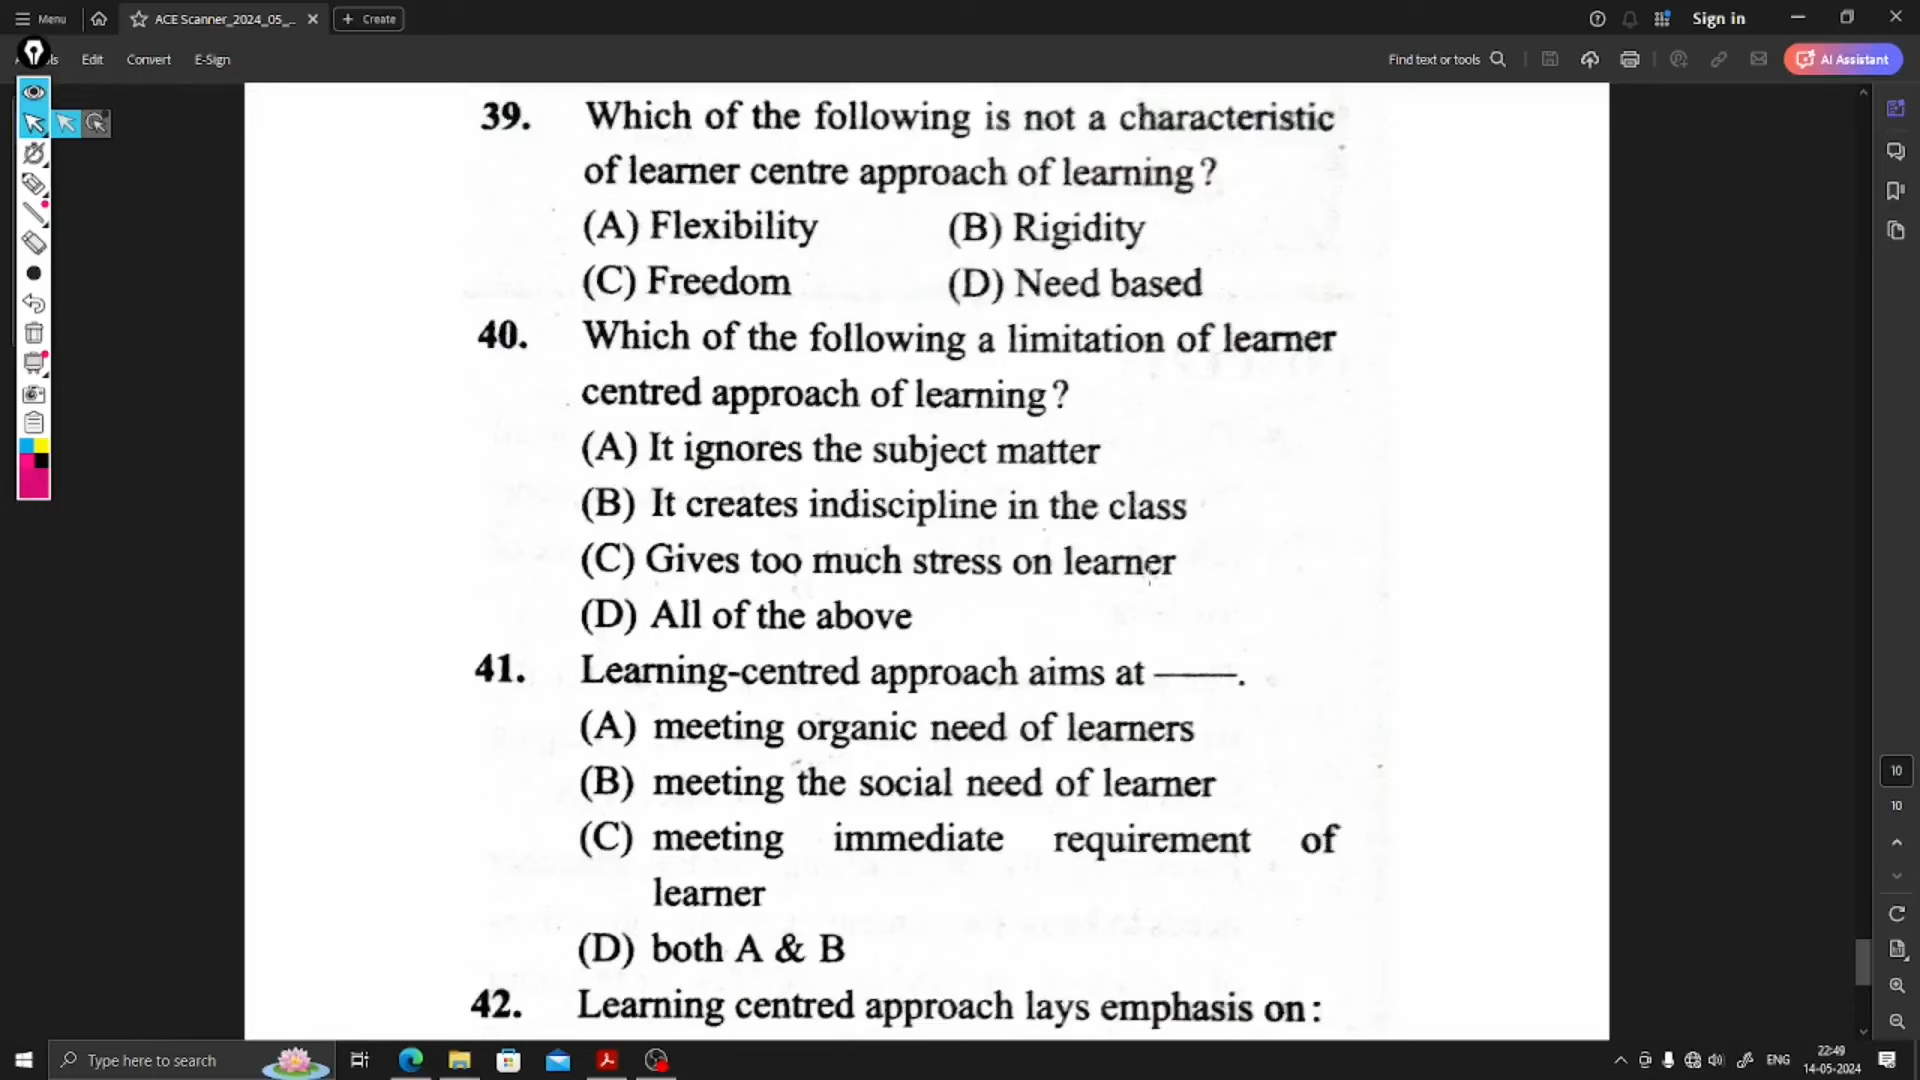 Menu
ACE Scanner_2024_05_...
Create
Sign in
Edit
Convert
E-Sign
Find text or tools
AI Assistant
39. Which of the following is not a characteristic
of learner centre approach of learning?
(A) Flexibility (B) Rigidity
(C) Freedom (D) Need based
40. Which of the following a limitation of learner
centred approach of learning?
(A) It ignores the subject matter
(B) It creates indiscipline in the class
(C) Gives too much stress on learner
(D) All of the above
41. Learning-centred approach aims at ——.
(A) meeting organic need of learners
(B) meeting the social need of learner
(C) meeting immediate requirement of
learner
(D) both A & B
42. Learning centred approach lays emphasis on:
10
10
Type here to search
ENG
22:49
14-05-2024